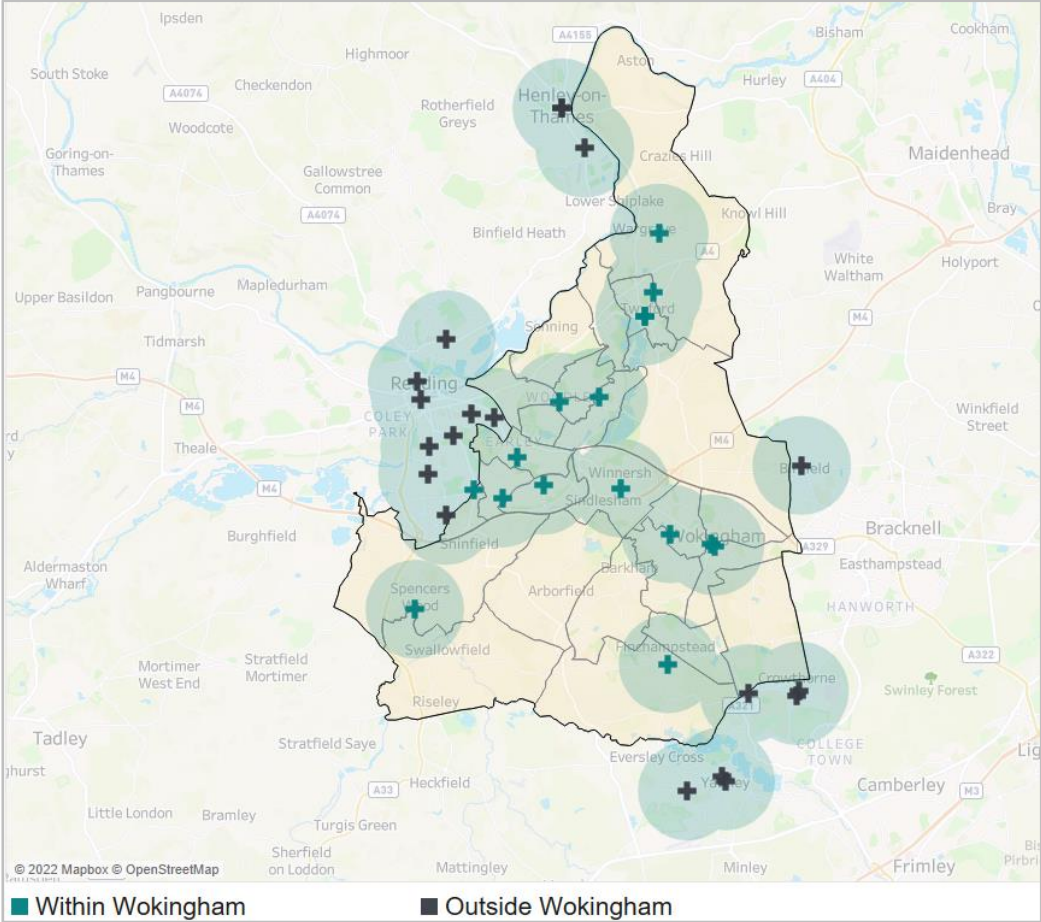 Ipsden
A4155
Bisham
Cookham
Highmoor
Aston
South Stoke
Checkendon
Hurley
A404
A4074
Henley-on-
Thames
Rotherfield
Greys
Woodcote
Goring-on-
Thames
Crazies Hill
Maidenhead
Gallowstree
Common
Lower Shiplake
A4074
Knowl Hill
Bray
Wargrave
Binfield Heath
A4
White
Waltham
Holyport
Upper Basildon
Pangbourne
Mapledurham
Twyford
M4
Sonning
Tidmarsh
M4
Reading
M4
COLEY
PARK
Winkfield
Street
Theale
EARLEY
M4
Winnersh
Binfield
M4
Sindlesham
Burghfield
Shinfield
Wokingham
Bracknell
A329
Aldermaston
Wharf
Barkham
Easthampstead
Spencers
Wood
Arborfield
HANWORTH
Swallowfield
Finchampstead
A322
Mortimer
West End
Stratfield
Mortimer
Crowthorne
Swinley Forest
Riseley
A321
Tadley
Stratfield Saye
Eversley Cross
COLLEGE
TOWN
Heckfield
Yateley
A33
Camberley
M3
Little London
Bramley
Turgis Green
Sherfield
on Loddon
Mattingley
Minley
Frimley
© 2022 Mapbox © OpenStreetMap
Within Wokingham
Outside Wokingham